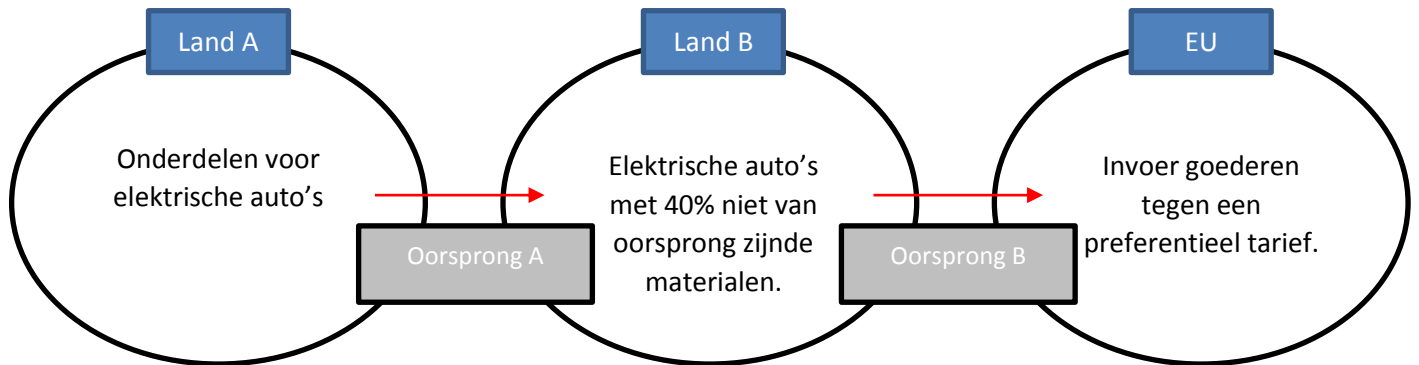 Land A
Land B
EU
Onderdelen voor
elektrische auto’s
Elektrische auto’s
met 40% niet van
oorsprong zijnde
materialen.
Invoer goederen
tegen een
preferentieel tarief.
Oorsprong A
Oorsprong B